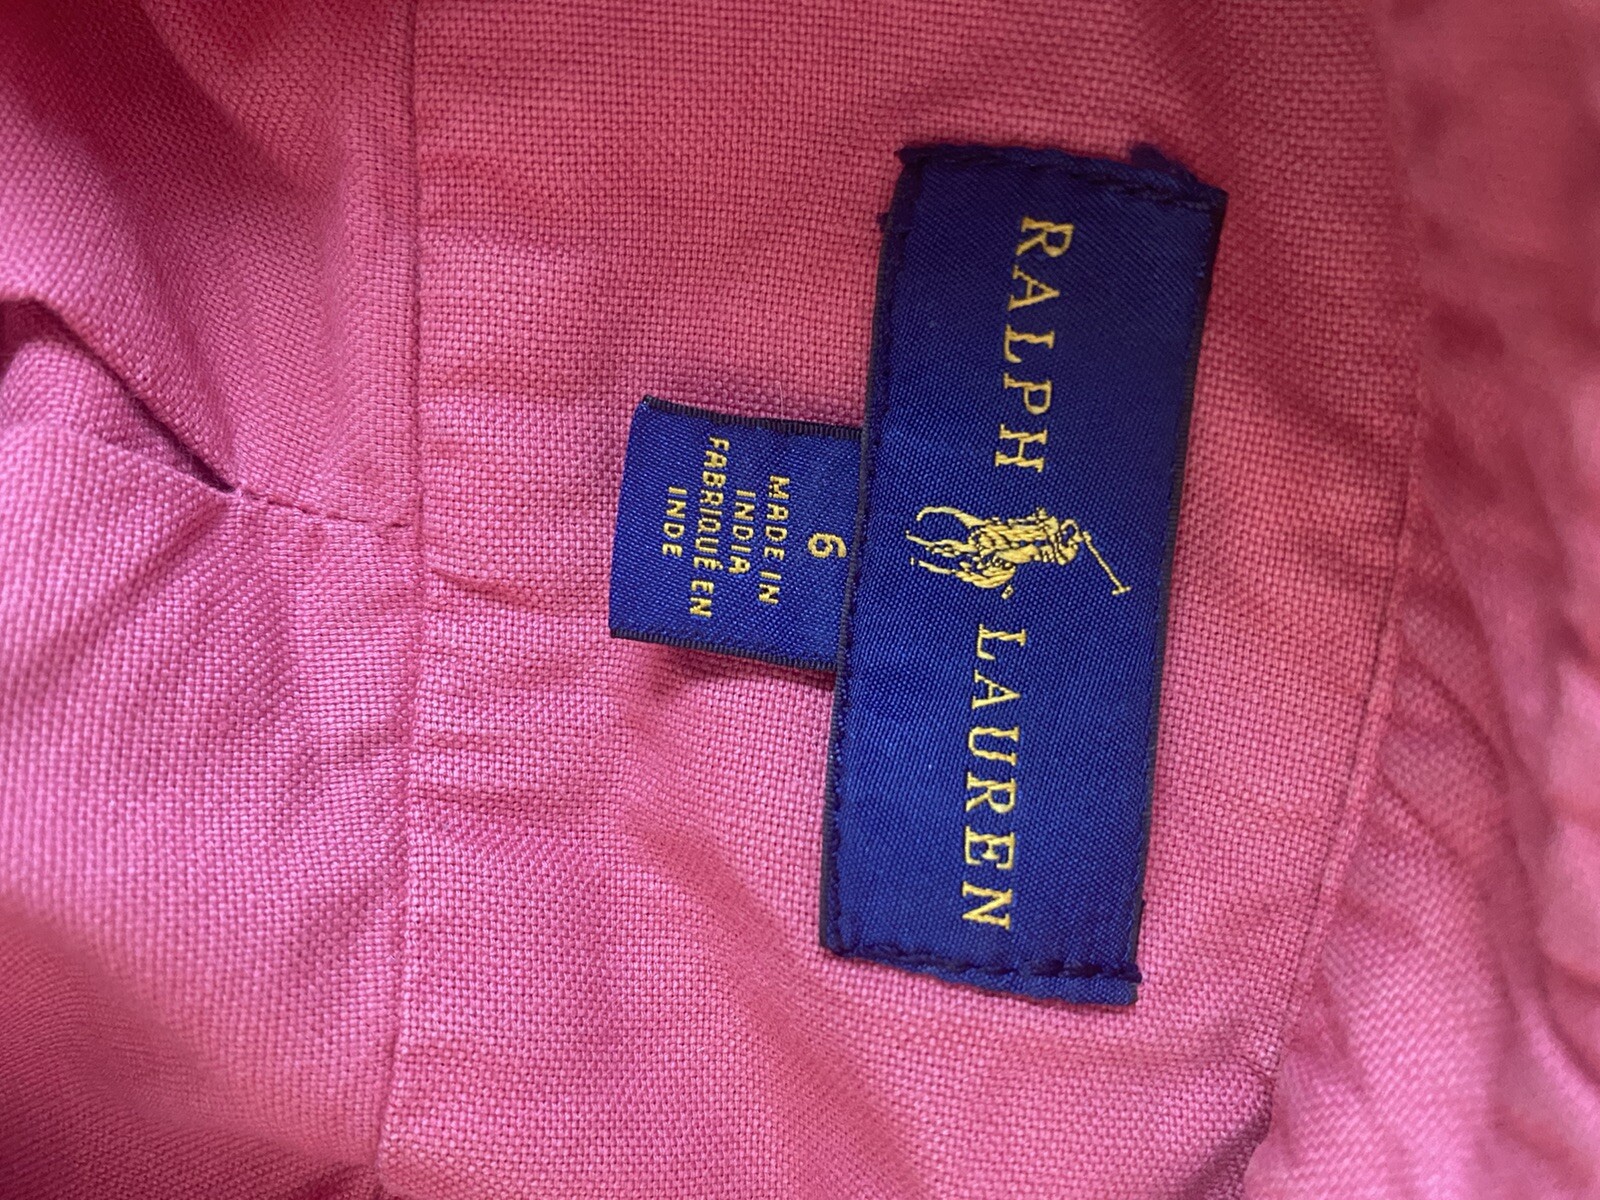 RALPH LAUREN
6
MADE IN
INDIA
FABRIQUÉ EN
INDE